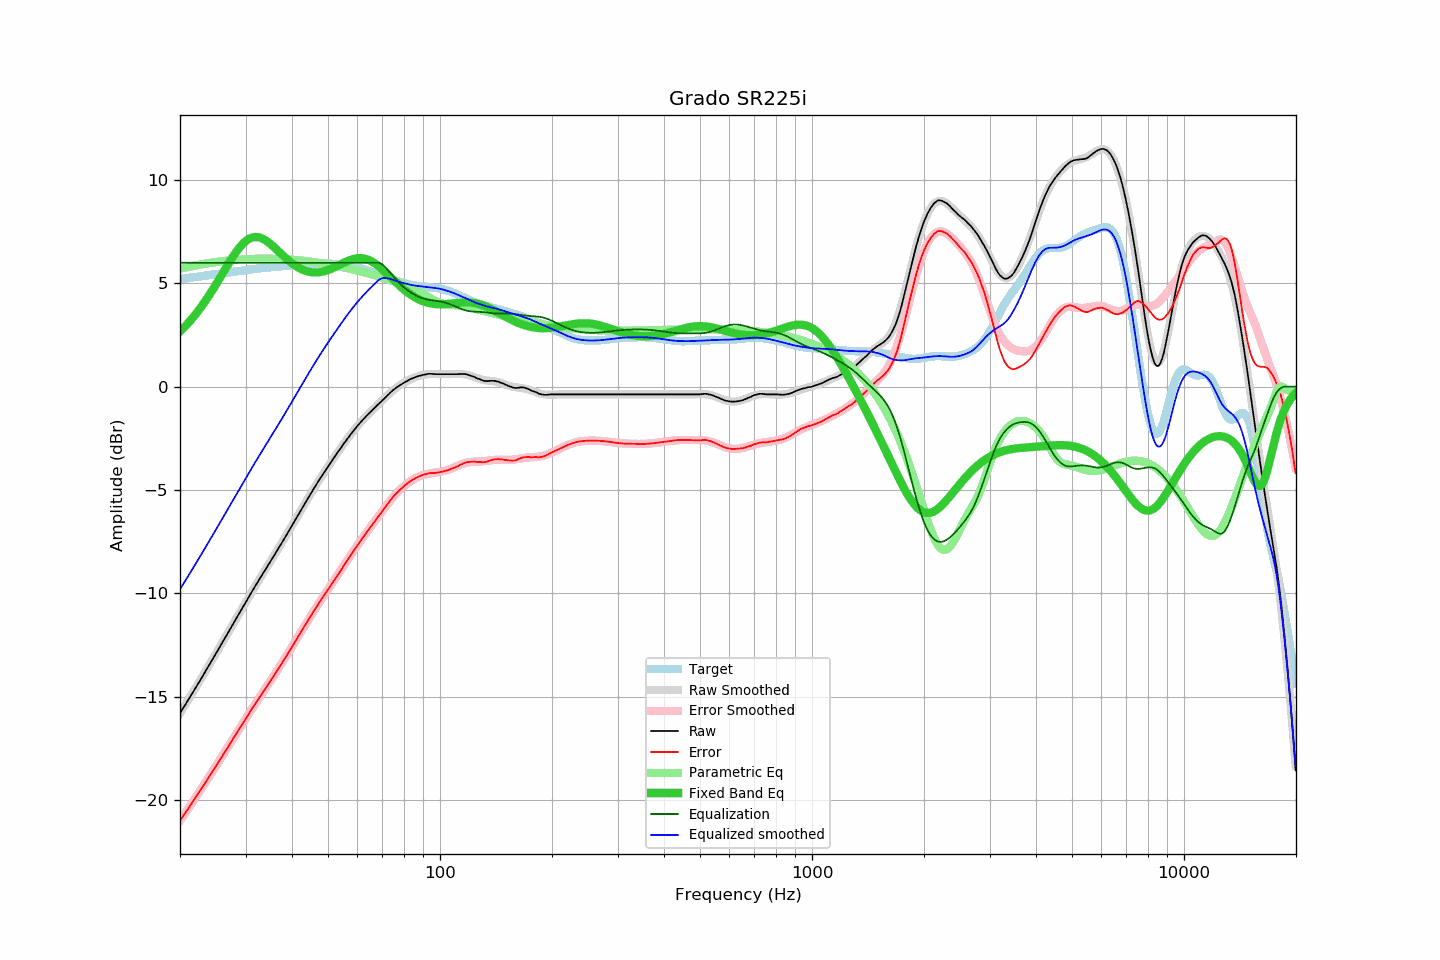 Grado SR225i
Amplitude (dBr)
10
5
0
−5
−10
−15
−20
Target
Raw Smoothed
Error Smoothed
Raw
Error
Parametric Eq
Fixed Band Eq
Equalization
Equalized smoothed
100
1000
10000
Frequency (Hz)